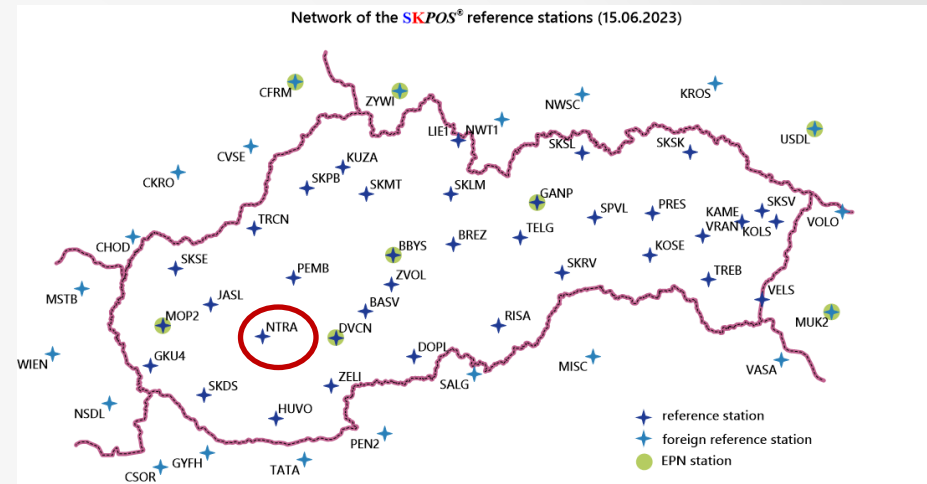 Network of the SKPOS® reference stations (15.06.2023)
CFRM
ZYWI
NWSC
KROS
LIE1
NWT1
USDL
SKSL
SKSK
CVSE
KUZA
CKRO
SKPB
SKMT
SKLM
GANP
TRCN
SPVL
PRES
KAME
SKSV
VOLO
CHOD
BBYS
BREZ
TELG
VRAN
KOLS
SKSE
PEMB
ZVOL
SKRV
KOSE
TREB
MSTB
JASL
BASV
VELS
MOP2
NTRA
DVCN
RISA
MUK2
WIEN
GKU4
DOPL
MISC
VASA
SKDS
ZELI
SALG
NSDL
HUVO
reference station
PEN2
foreign reference station
CSOR
GYFH
TATA
EPN station